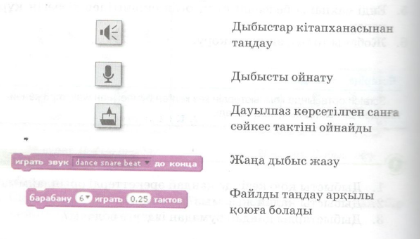 Дыбыстар кітапханасынан
таңдау
Дыбысты ойнату
Дауылпаз көрсетілген санға
сәйкес тактіні ойнайды
играть звук dance snare beat до конца
Жаңа дыбыс жазу
барабану 6 играть 0.25 тактов
Файлды таңдау арқылы
қоюға болады